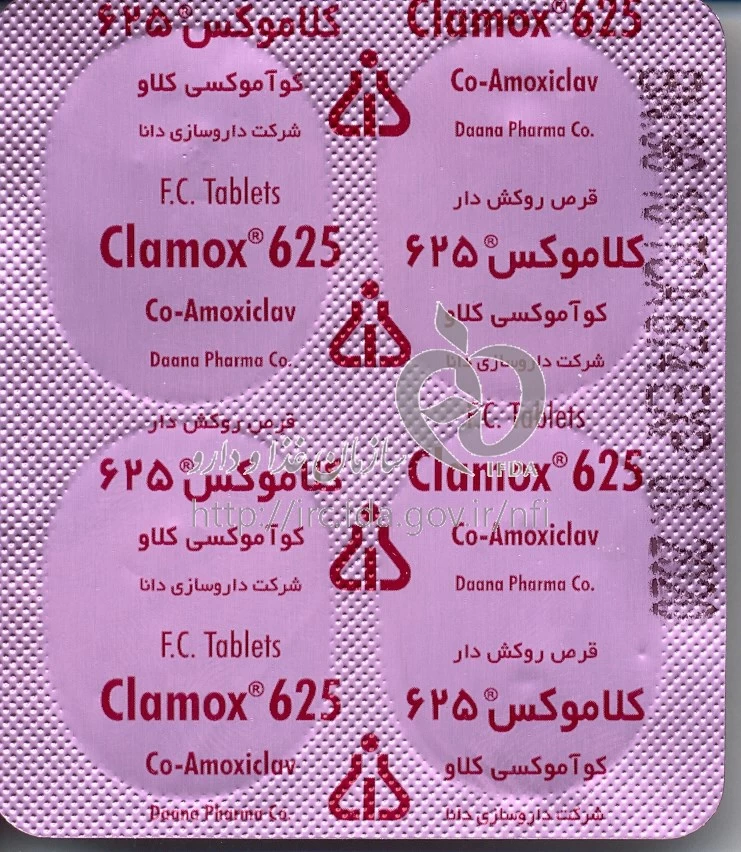 کلاموکس® ۶۲۵
کوآموکسی کلاو
شرکت داروسازی دانا
F.C. Tablets
Clamox® 625
Co-Amoxiclav
Daana Pharma Co.
قرص روکش دار
کلاموکس® ۶۲۵
کوآموکسی کلاو
شرکت داروسازی دانا
F.C. Tablets
Clamox® 625
Co-Amoxiclav
Daana Pharma Co.
Clamox® 625
Co-Amoxiclav
Daana Pharma Co.
قرص روکش دار
کلاموکس® ۶۲۵
کوآموکسی کلاو
شرکت داروسازی دانا
F.C. Tablets
Clamox® 625
Co-Amoxiclav
Daana Pharma Co.
قرص روکش دار
کلاموکس® ۶۲۵
کوآموکسی کلاو
شرکت داروسازی دانا
سازمان غذا و دارو
IFDA
http://irc.fda.gov.ir/nfi